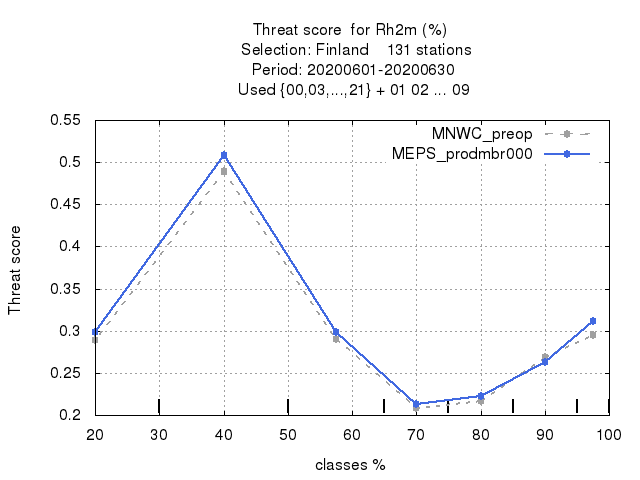 Threat score for Rh2m (%)
Selection: Finland 131 stations
Period: 20200601-20200630
Used {00,03,...,21} + 01 02 ... 09
MNWC_preop
MEPS_prodmbr000
0.55
0.5
0.45
0.4
0.35
0.3
0.25
0.2
Threat score
20 30 40 50 60 70 80 90 100
classes %